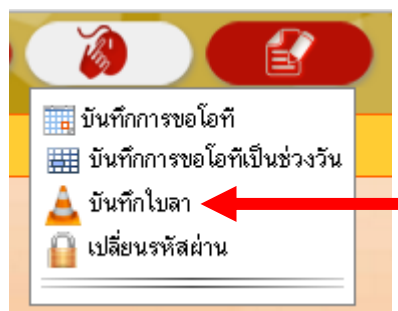 บันทึกการขอโอที
บันทึกการขอโอทีเป็นช่วงวัน
บันทึกใบลา
เปลี่ยนรหัสผ่าน